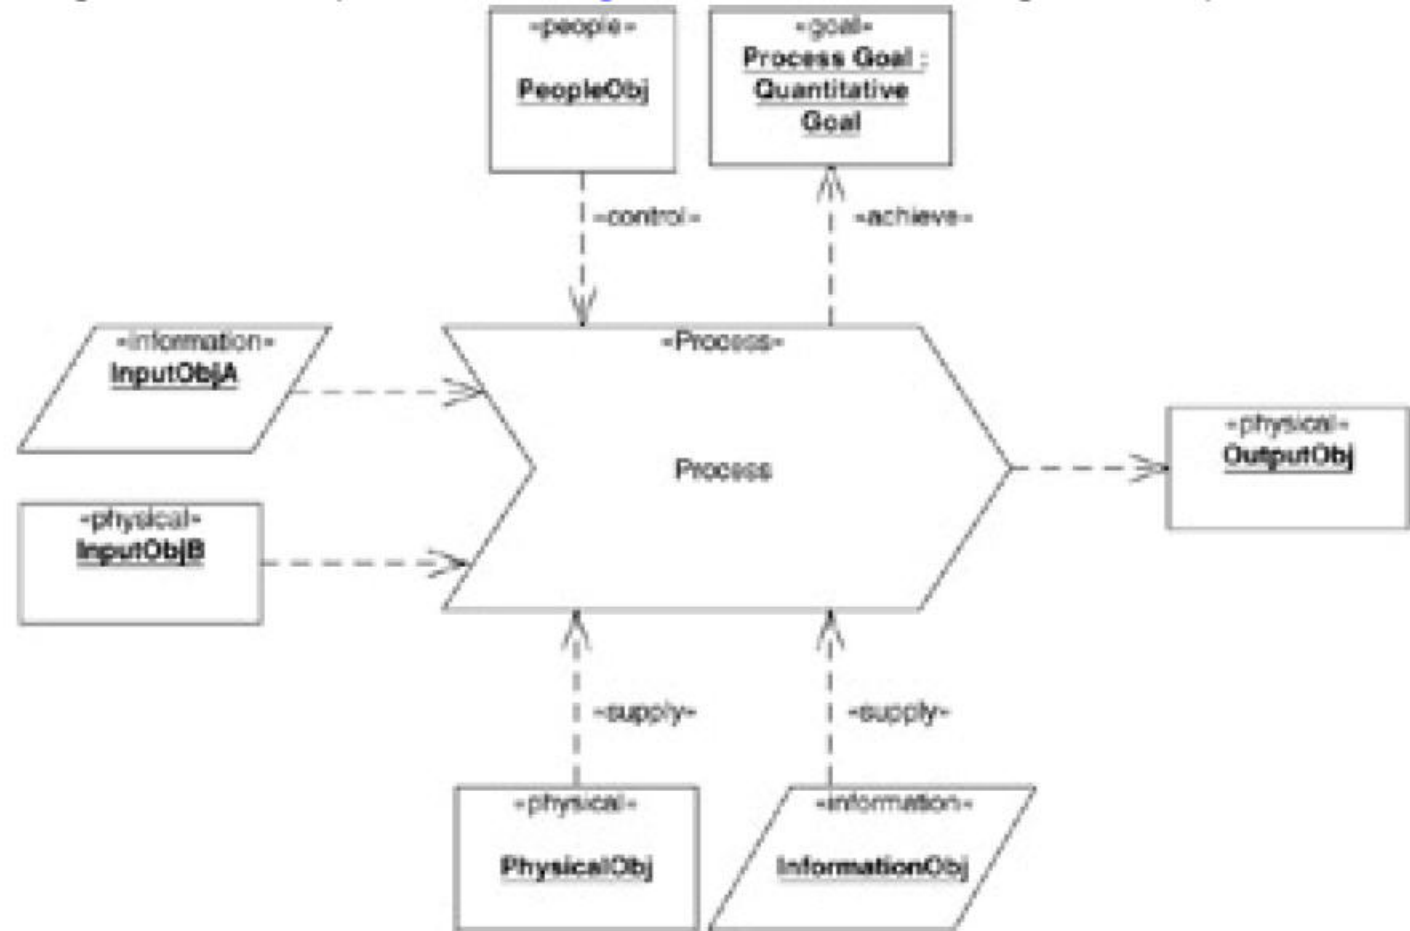 «people»
PeopleObj
«goal»
Process Goal :
Quantitative
Goal
«control»
«achieve»
«information»
InputObjA
«Process»
Process
«physical»
OutputObj
«physical»
InputObjB
«supply»
«supply»
«physical»
PhysicalObj
«information»
InformationObj